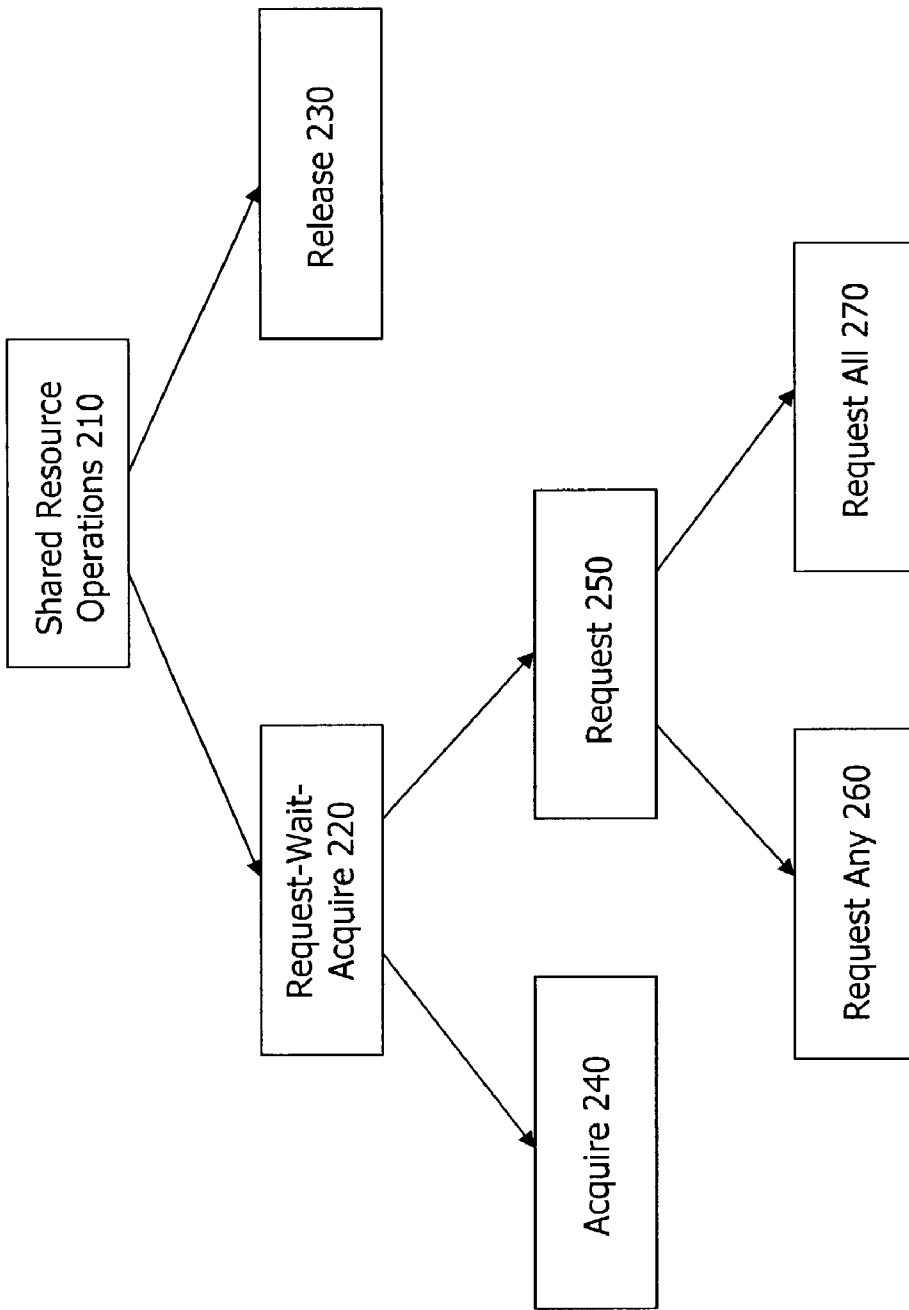 Shared Resource
Operations 210
Request-Wait-
Acquire 220
Release 230
Acquire 240
Request 250
Request Any 260
Request All 270